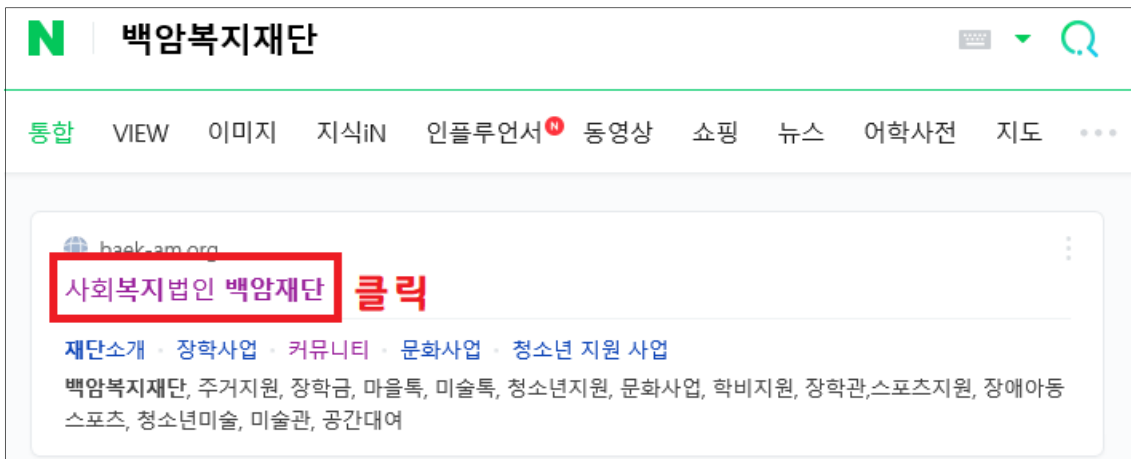 N 백암복지재단
통합 VIEW 이미지 지식iN 인플루언서 N 동영상 쇼핑 뉴스 어학사전 지도
baek-am.org
사회복지법인 백암재단 클릭
재단소개 · 장학사업 · 커뮤니티 · 문화사업 · 청소년 지원 사업
백암복지재단, 주거지원, 장학금, 마을톡, 미술톡, 청소년지원, 문화사업, 학비지원, 장학관,스포츠지원, 장애아동
스포츠, 청소년미술, 미술관, 공간대여